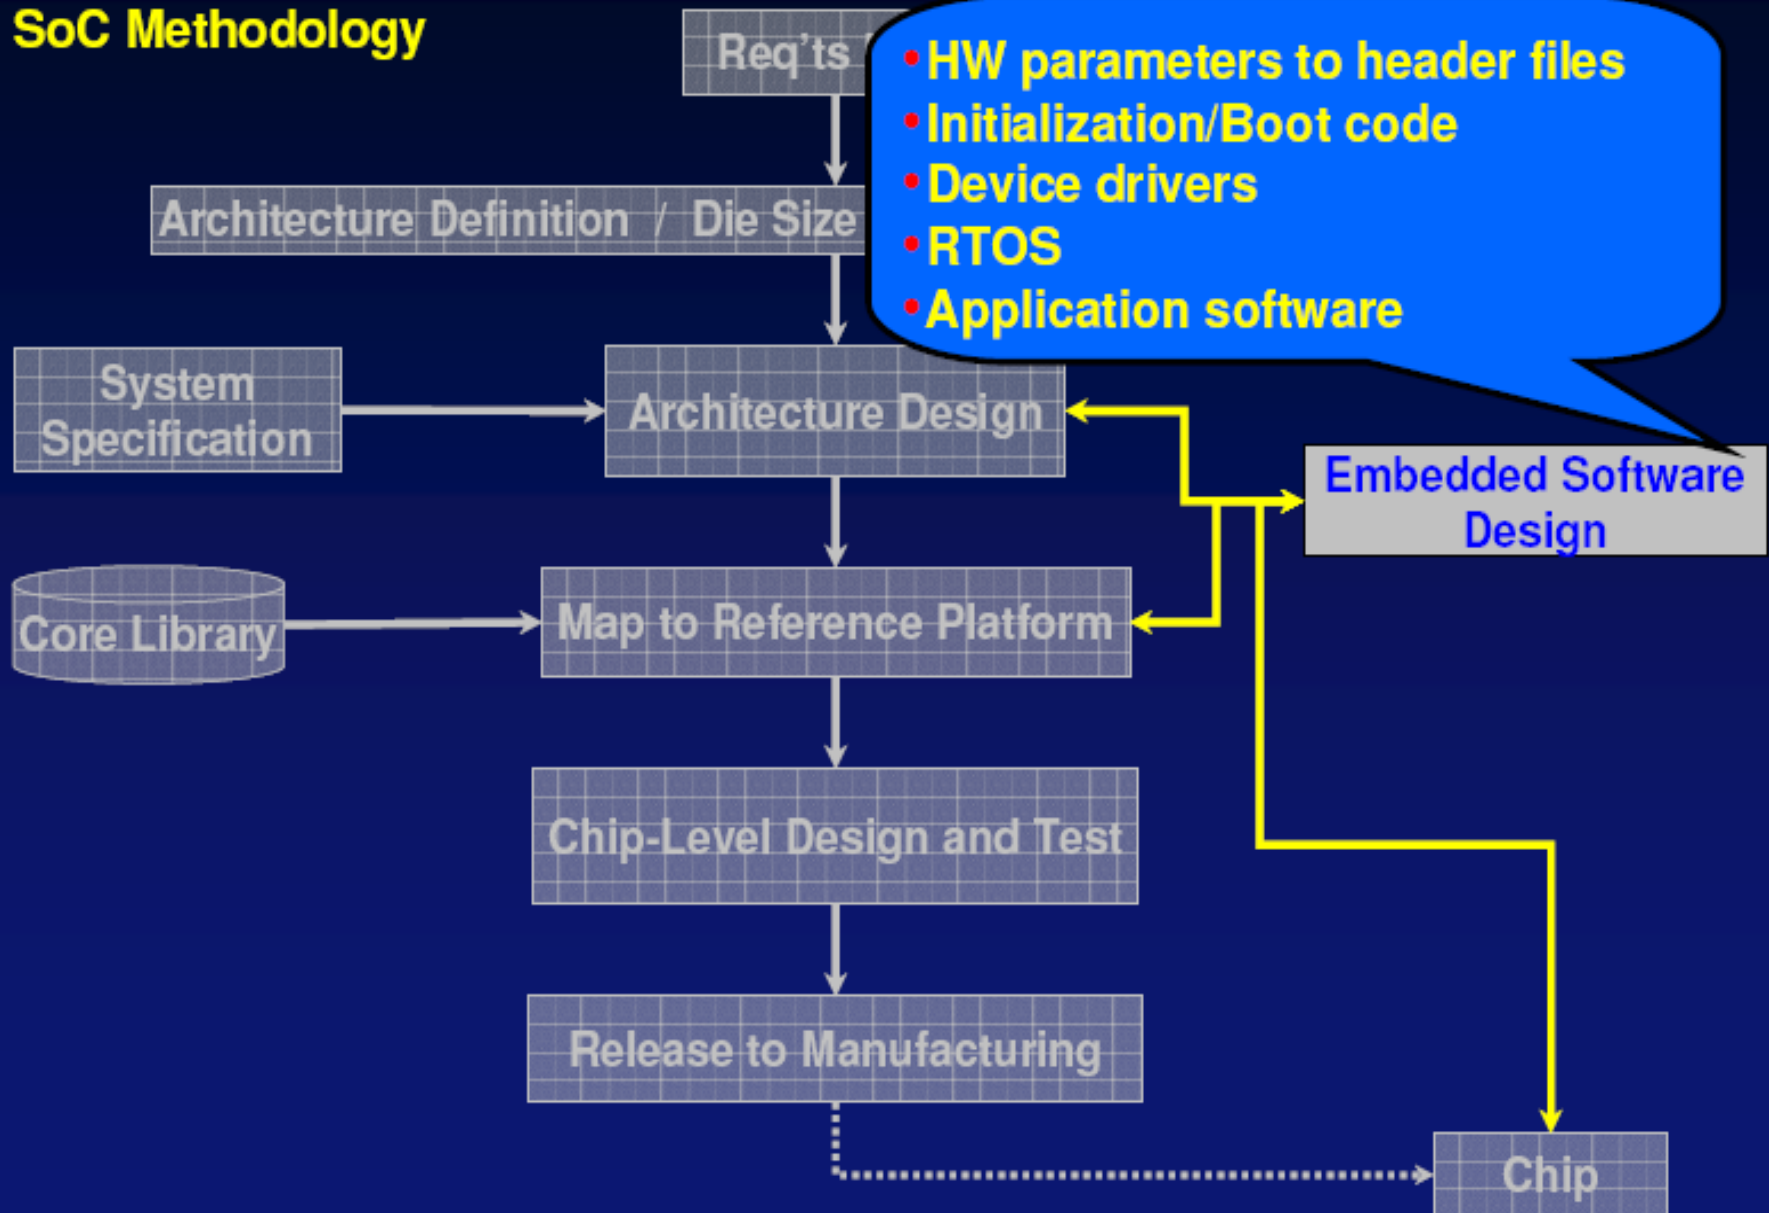 SoC Methodology
Req'ts
• HW parameters to header files
• Initialization/Boot code
• Device drivers
• RTOS
• Application software
Architecture Definition / Die Size
System
Specification
Architecture Design
Embedded Software
Design
Core Library
Map to Reference Platform
Chip-Level Design and Test
Release to Manufacturing
Chip